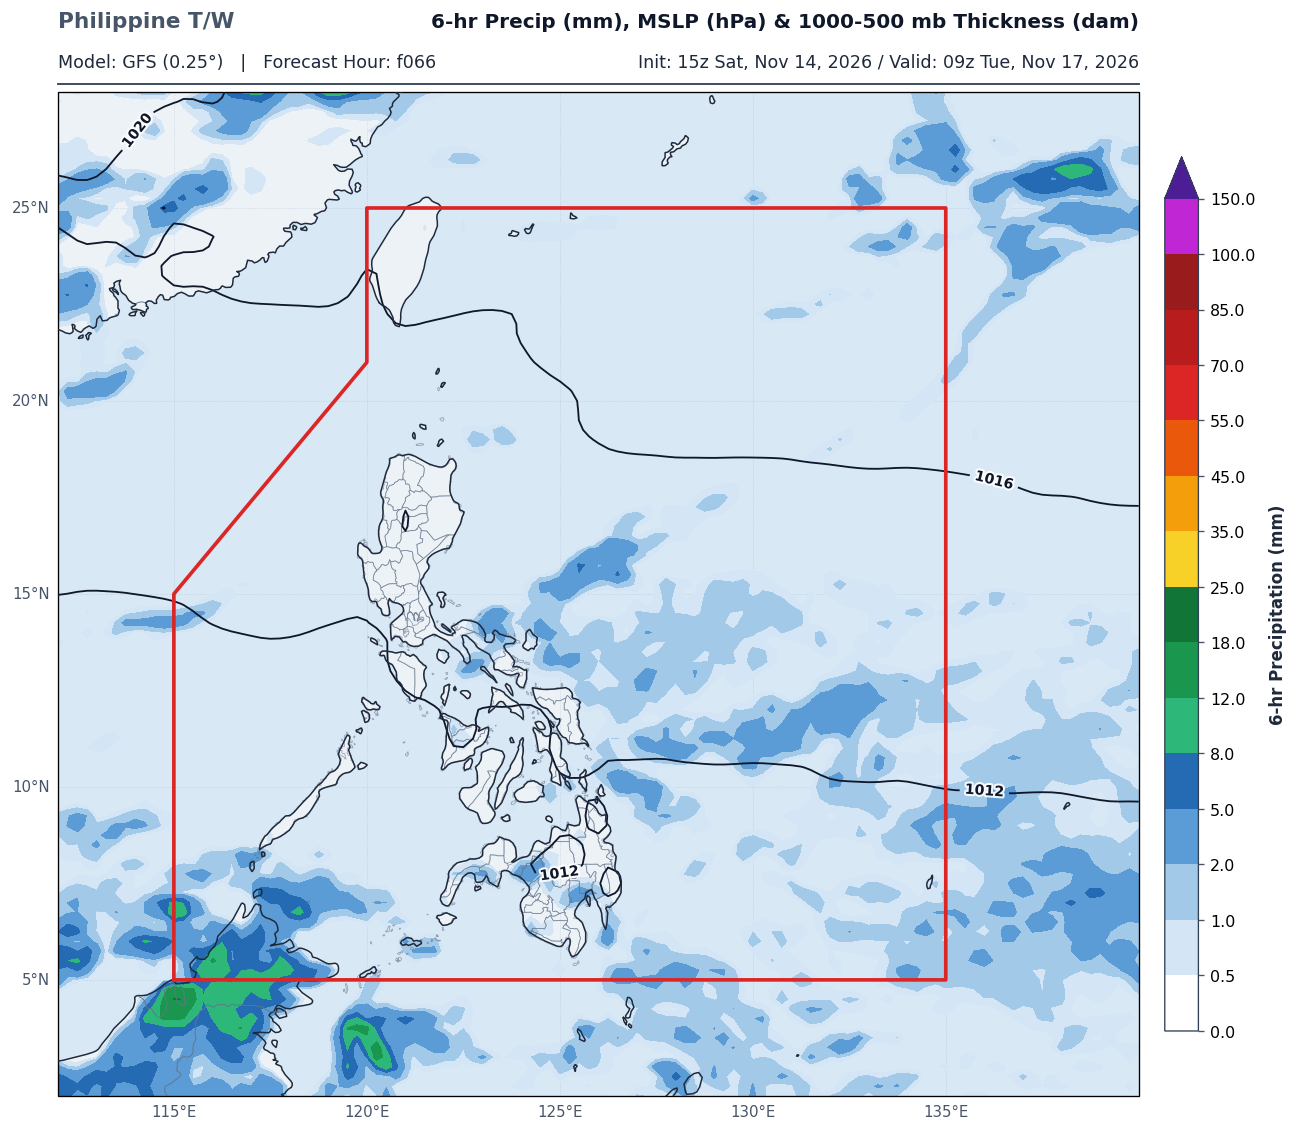 Philippine T/W
6-hr Precip (mm), MSLP (hPa) & 1000-500 mb Thickness (dam)
Model: GFS (0.25°) | Forecast Hour: f066
Init: 15z Sat, Nov 14, 2026 / Valid: 09z Tue, Nov 17, 2026
1020
25°N
20°N
15°N
10°N
5°N
1016
1012
1012
115°E
120°E
125°E
130°E
135°E
150.0
100.0
85.0
70.0
55.0
45.0
35.0
25.0
18.0
12.0
8.0
5.0
2.0
1.0
0.5
0.0
6-hr Precipitation (mm)